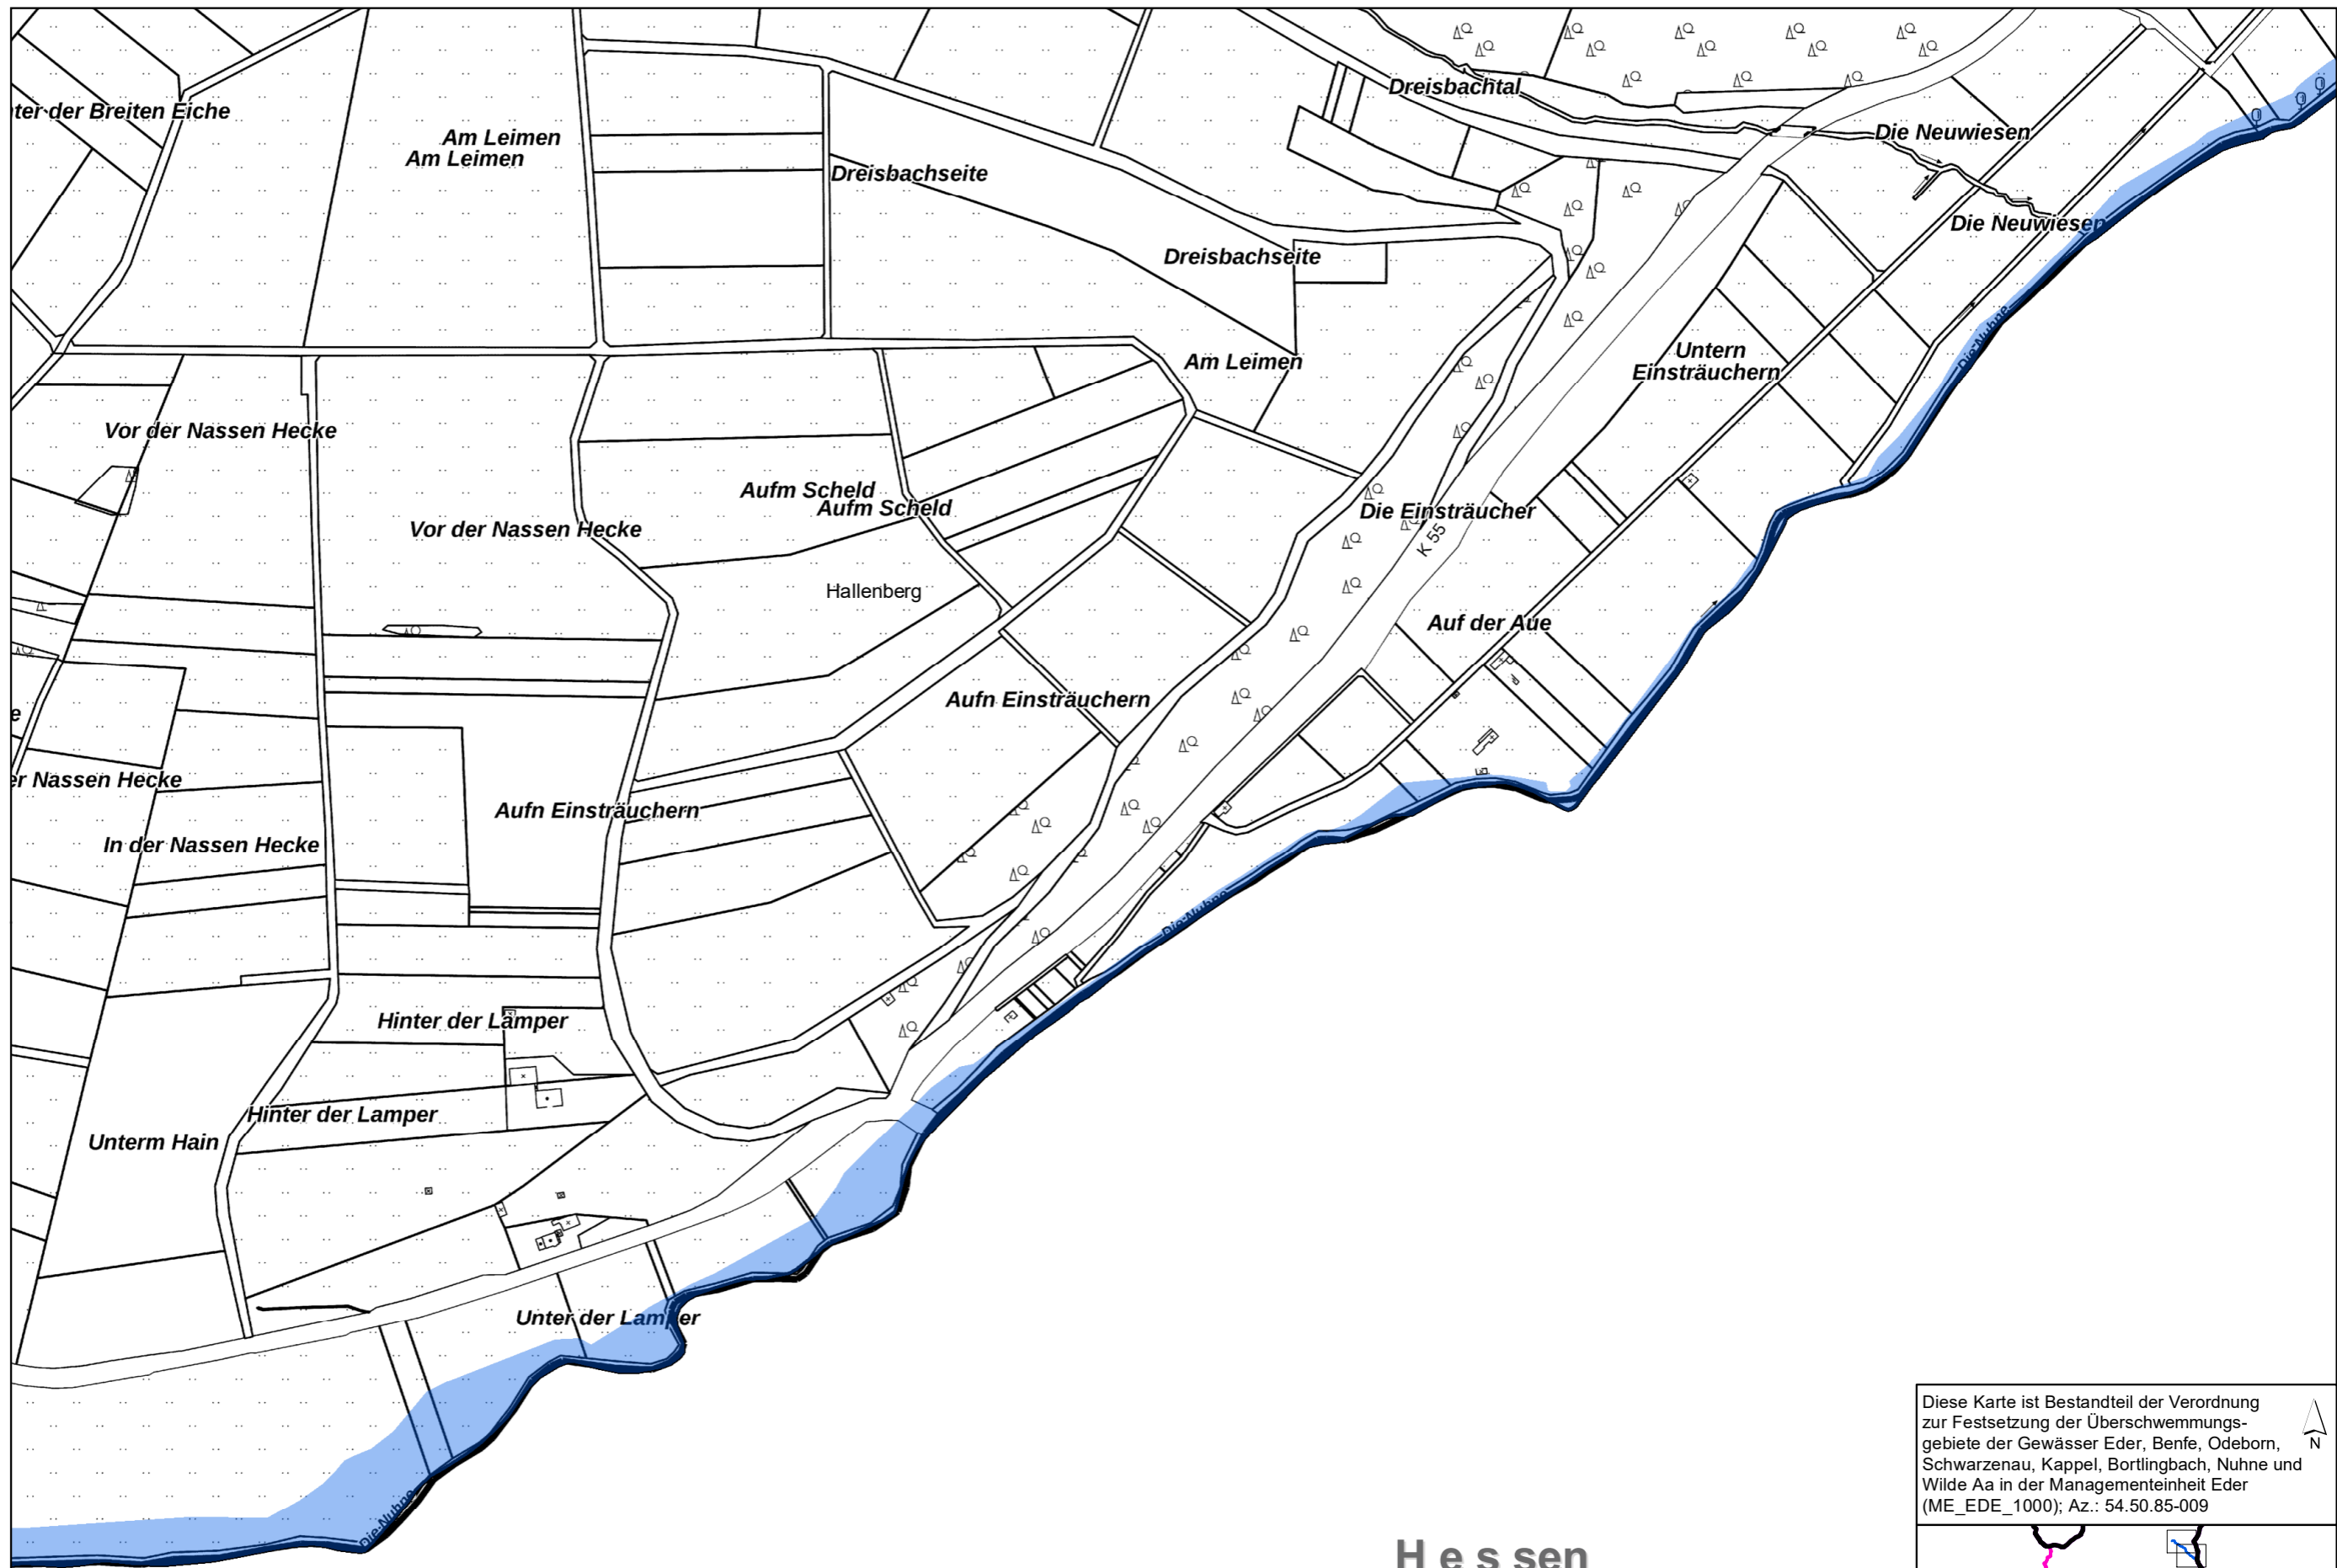 Dreisbachtal
ter der Breiten Eiche
Die Neuwiesen
Am Leimen
Am Leimen
Dreisbachseite
Die Neuwiesen
Dreisbachseite
Die Nuhne
Untern
Einsträuchern
Am Leimen
Vor der Nassen Hecke
Aufm Scheld
Aufm Scheld
Die Einsträucher
Vor der Nassen Hecke
K 55
Hallenberg
Auf der Aue
Aufn Einsträuchern
e
er Nassen Hecke
Aufn Einsträuchern
In der Nassen Hecke
Die Nuhne
Hinter der Lamper
Hinter der Lamper
Unterm Hain
Unter der Lamper
Die Nuhne
Diese Karte ist Bestandteil der Verordnung
zur Festsetzung der Überschwemmungs-
gebiete der Gewässer Eder, Benfe, Odeborn,
Schwarzenau, Kappel, Bortlingbach, Nuhne und
Wilde Aa in der Managementeinheit Eder
(ME_EDE_1000); Az.: 54.50.85-009
N
H e s sen